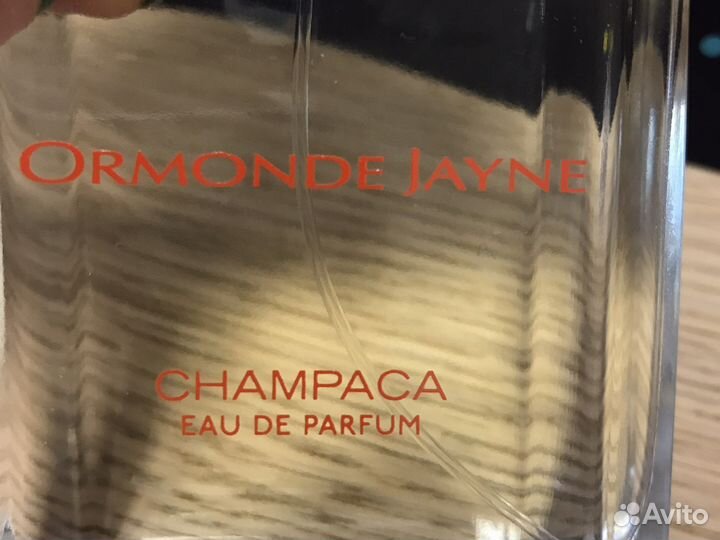 ORMONDE JAYNE
CHAMPACA
EAU DE PARFUM
Avito